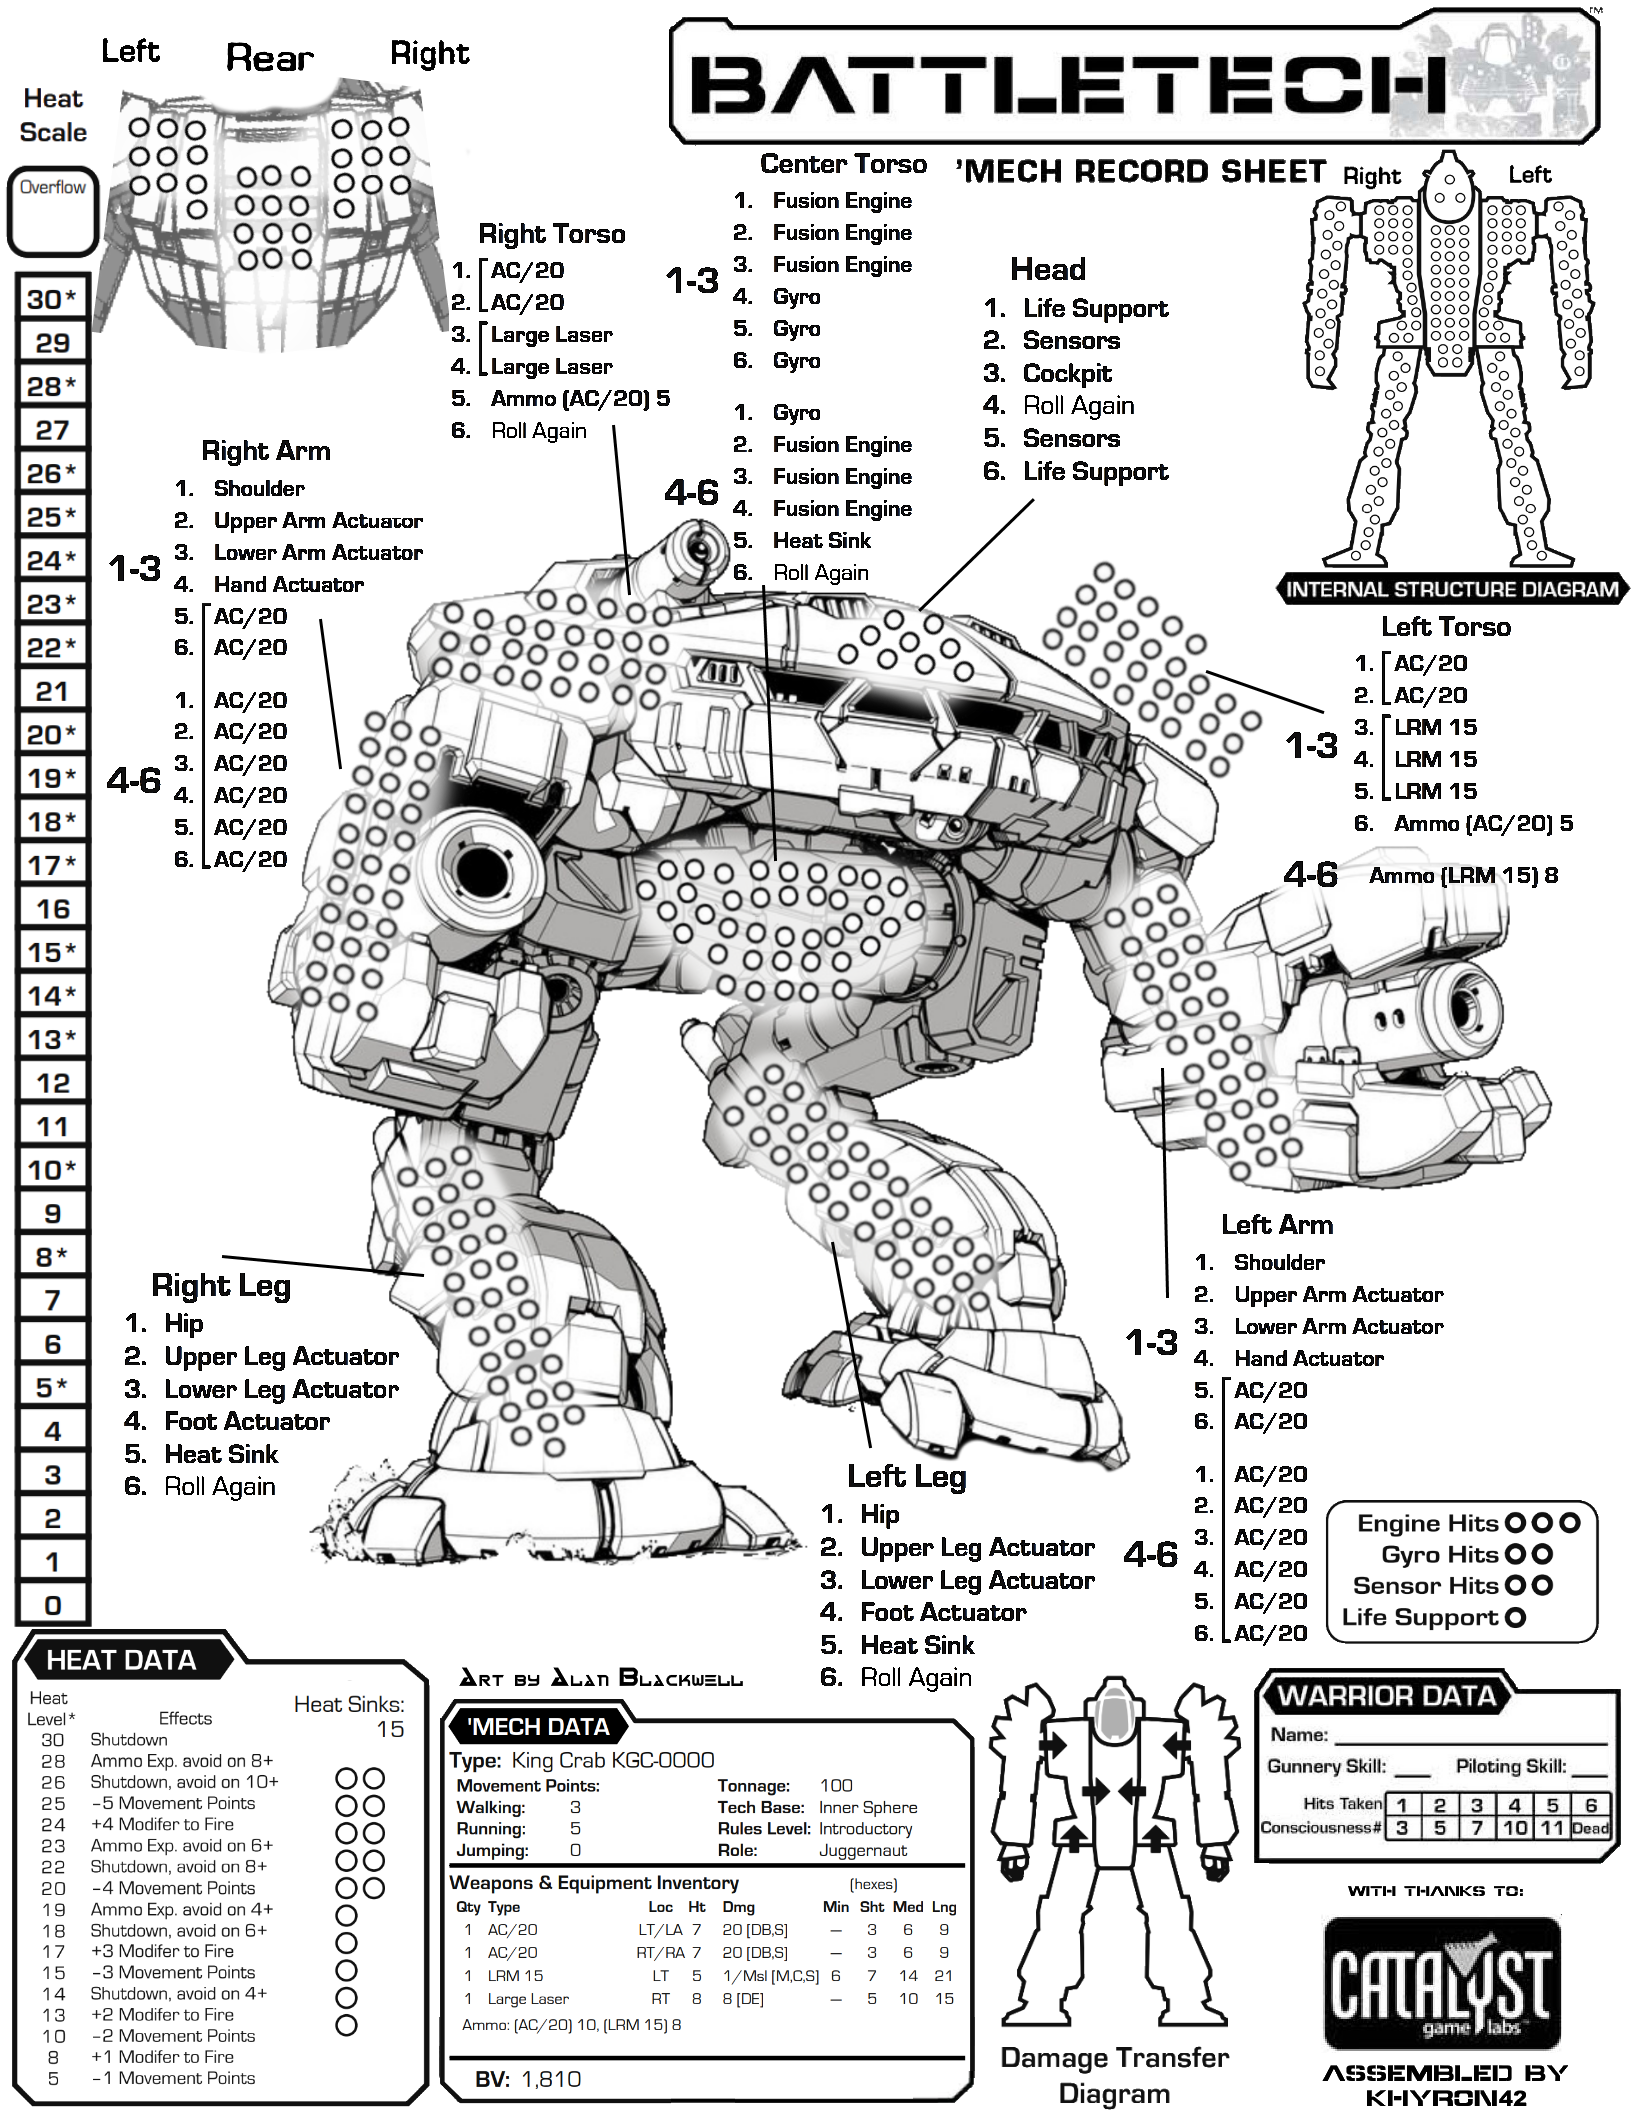 BATTLETECH
TM
'MECH RECORD SHEET
Left Rear Right
Heat
Scale
Overflow
30*
29
28*
27
26*
25*
24*
23*
22*
21
20*
19*
18*
17*
16
15*
14*
13*
12
11
10*
9
8*
7
6
5*
4
3
2
1
0
Right Torso
1. AC/20
2. AC/20
3. Large Laser
4. Large Laser
5. Ammo (AC/20) 5
6. Roll Again
Center Torso
1-3
1. Fusion Engine
2. Fusion Engine
3. Fusion Engine
4. Gyro
5. Gyro
6. Gyro
4-6
1. Gyro
2. Fusion Engine
3. Fusion Engine
4. Fusion Engine
5. Heat Sink
6. Roll Again
Head
1. Life Support
2. Sensors
3. Cockpit
4. Roll Again
5. Sensors
6. Life Support
Right Left
INTERNAL STRUCTURE DIAGRAM
Right Arm
1-3
1. Shoulder
2. Upper Arm Actuator
3. Lower Arm Actuator
4. Hand Actuator
5. AC/20
6. AC/20
4-6
1. AC/20
2. AC/20
3. AC/20
4. AC/20
5. AC/20
6. AC/20
Left Torso
1-3
1. AC/20
2. AC/20
3. LRM 15
4. LRM 15
5. LRM 15
6. Ammo (AC/20) 5
4-6 Ammo (LRM 15) 8
Right Leg
1. Hip
2. Upper Leg Actuator
3. Lower Leg Actuator
4. Foot Actuator
5. Heat Sink
6. Roll Again
Left Leg
1. Hip
2. Upper Leg Actuator
3. Lower Leg Actuator
4. Foot Actuator
5. Heat Sink
6. Roll Again
Left Arm
1-3
1. Shoulder
2. Upper Arm Actuator
3. Lower Arm Actuator
4. Hand Actuator
5. AC/20
6. AC/20
4-6
1. AC/20
2. AC/20
3. AC/20
4. AC/20
5. AC/20
6. AC/20
Engine Hits
Gyro Hits
Sensor Hits
Life Support
HEAT DATA
Heat
Level* Effects
Heat Sinks:
15
30 Shutdown
28 Ammo Exp. avoid on 8+
26 Shutdown, avoid on 10+
25 -5 Movement Points
24 +4 Modifer to Fire
23 Ammo Exp. avoid on 6+
22 Shutdown, avoid on 8+
20 -4 Movement Points
19 Ammo Exp. avoid on 4+
18 Shutdown, avoid on 6+
17 +3 Modifer to Fire
15 -3 Movement Points
14 Shutdown, avoid on 4+
13 +2 Modifer to Fire
10 -2 Movement Points
8 +1 Modifer to Fire
5 -1 Movement Points
Art by Alan Blackwell
'MECH DATA
Type: King Crab KGC-0000
Movement Points: Tonnage: 100
Walking: 3 Tech Base: Inner Sphere
Running: 5 Rules Level: Introductory
Jumping: 0 Role: Juggernaut
Weapons & Equipment Inventory (hexes)
Qty Type Loc Ht Dmg Min Sht Med Lng
1 AC/20 LT/LA 7 20 [DB,S] — 3 6 9
1 AC/20 RT/RA 7 20 [DB,S] — 3 6 9
1 LRM 15 LT 5 1/Msl [M,C,S] 6 7 14 21
1 Large Laser RT 8 8 [DE] — 5 10 15
Ammo: (AC/20) 10, (LRM 15) 8
BV: 1,810
Damage Transfer
Diagram
WARRIOR DATA
Name:
Gunnery Skill: Piloting Skill:
Hits Taken 1 2 3 4 5 6
Consciousness# 3 5 7 10 11 Dead
WITH THANKS TO:
CATALYST
game labs
ASSEMBLED BY
KHYRON42